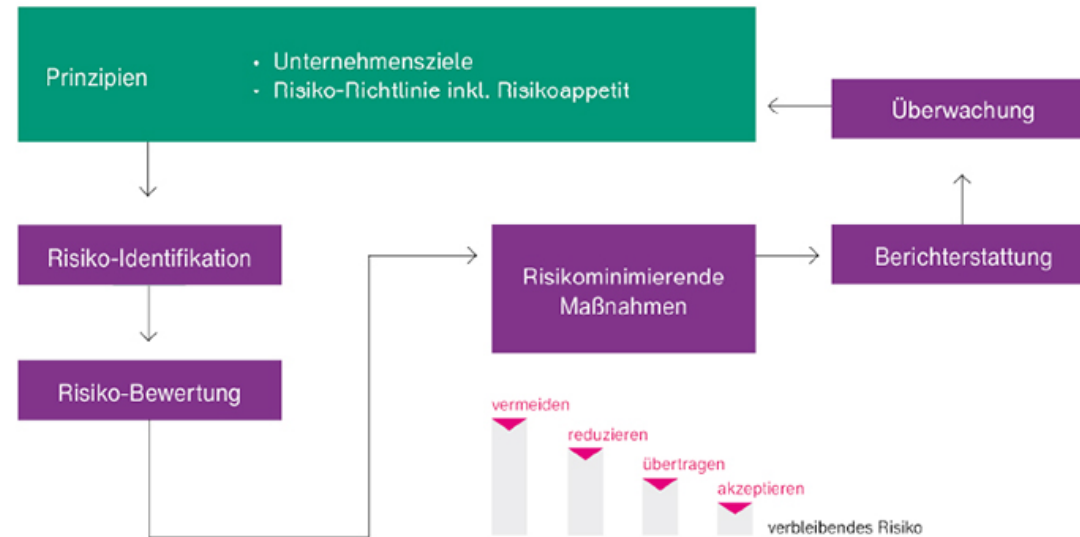 Prinzipien
• Unternehmensziele
• Risiko-Richtlinie inkl. Risikoappetit
Überwachung
Risiko-Identifikation
Risikominimierende
Maßnahmen
Berichterstattung
Risiko-Bewertung
vermeiden
reduzieren
übertragen
akzeptieren
verbleibendes Risiko